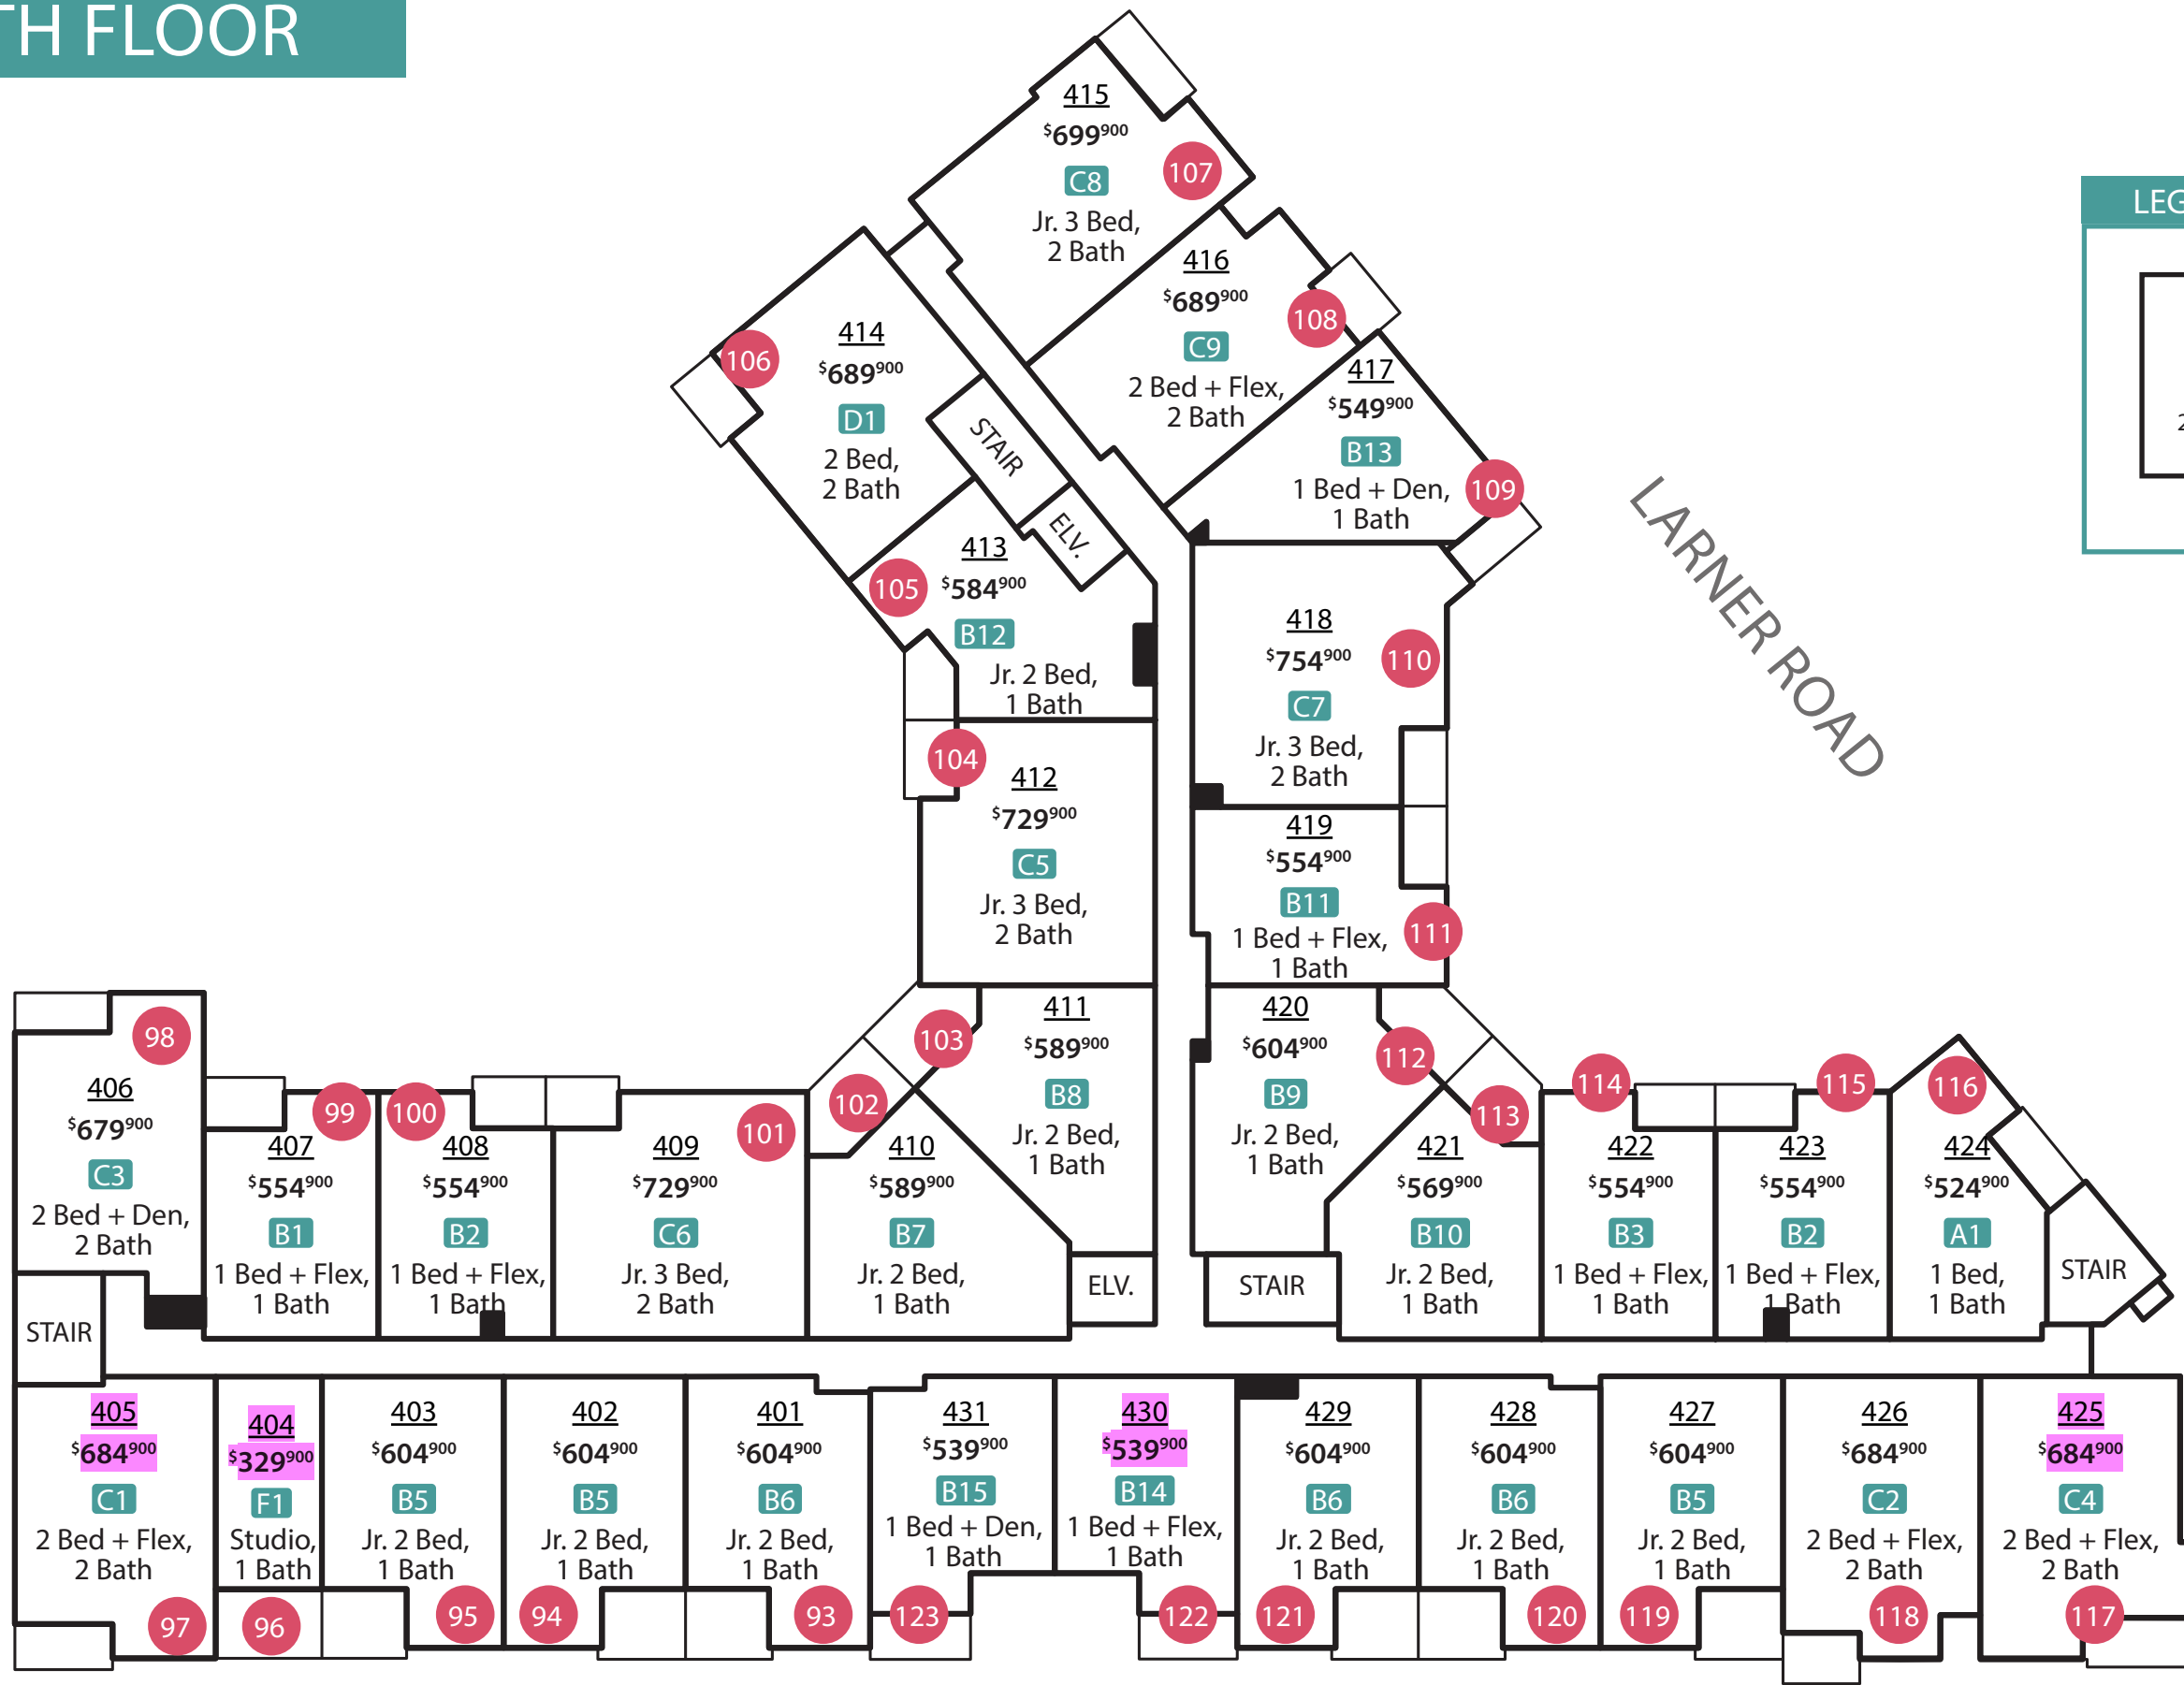 TH FLOOR
LEG
2
LARNER ROAD
415
$699900
C8
107
Jr. 3 Bed,
2 Bath
416
$689900
C9
108
2 Bed + Flex,
2 Bath
414
$689900
D1
106
2 Bed,
2 Bath
417
$549900
B13
109
1 Bed + Den,
1 Bath
STAIR
ELV.
413
$584900
B12
105
Jr. 2 Bed,
1 Bath
418
$754900
C7
110
Jr. 3 Bed,
2 Bath
104
412
$729900
C5
Jr. 3 Bed,
2 Bath
419
$554900
B11
111
1 Bed + Flex,
1 Bath
98
406
$679900
C3
2 Bed + Den,
2 Bath
STAIR
99
407
$554900
B1
1 Bed + Flex,
1 Bath
100
408
$554900
B2
1 Bed + Flex,
1 Bath
101
409
$729900
C6
Jr. 3 Bed,
2 Bath
102
410
$589900
B7
Jr. 2 Bed,
1 Bath
103
411
$589900
B8
Jr. 2 Bed,
1 Bath
ELV.
420
$604900
B9
112
Jr. 2 Bed,
1 Bath
STAIR
113
421
$569900
B10
Jr. 2 Bed,
1 Bath
114
422
$554900
B3
1 Bed + Flex,
1 Bath
115
423
$554900
B2
1 Bed + Flex,
1 Bath
116
424
$524900
A1
1 Bed,
1 Bath
STAIR
405
$684900
C1
2 Bed + Flex,
2 Bath
97
404
$329900
F1
Studio,
1 Bath
96
403
$604900
B5
Jr. 2 Bed,
1 Bath
95
402
$604900
B5
Jr. 2 Bed,
1 Bath
94
401
$604900
B6
Jr. 2 Bed,
1 Bath
93
431
$539900
B15
1 Bed + Den,
1 Bath
123
430
$539900
B14
1 Bed + Flex,
1 Bath
122
429
$604900
B6
Jr. 2 Bed,
1 Bath
121
428
$604900
B6
Jr. 2 Bed,
1 Bath
120
427
$604900
B5
Jr. 2 Bed,
1 Bath
119
426
$684900
C2
2 Bed + Flex,
2 Bath
118
425
$684900
C4
2 Bed + Flex,
2 Bath
117